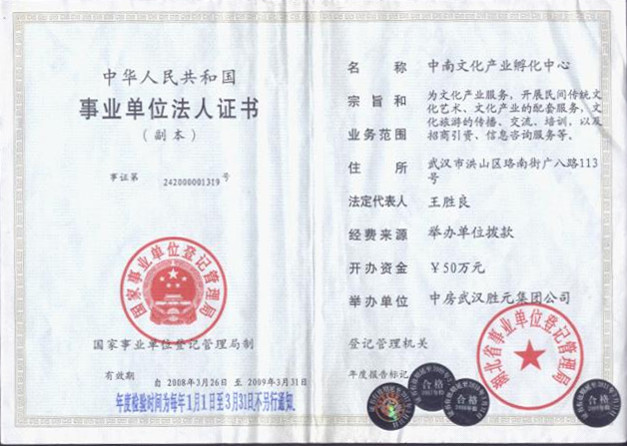 中华人民共和国
事业单位法人证书
（副本）
事证第 242000001319 号
国家事业单位登记管理局
国家事业单位登记管理局制
有效期
自 2008年3月26日 至 2009年3月31日
年度检验时间为每年1月1日至3月31日不另行通知
名 称 中南文化产业孵化中心
宗 旨 和
业务范围
为文化产业服务，开展民间传统文
化艺术、文化产业的配套服务，文
化旅游的传播、交流、培训，以及
招商引资、信息咨询服务等。
住 所 武汉市洪山区珞南街广八路113
号
法定代表人 王胜良
经费来源 举办单位拨款
开办资金 ￥50万元
举办单位 中房武汉胜元集团公司
登记管理机关
湖北省事业单位登记管理局
年度报告标记
合格
合格
合格